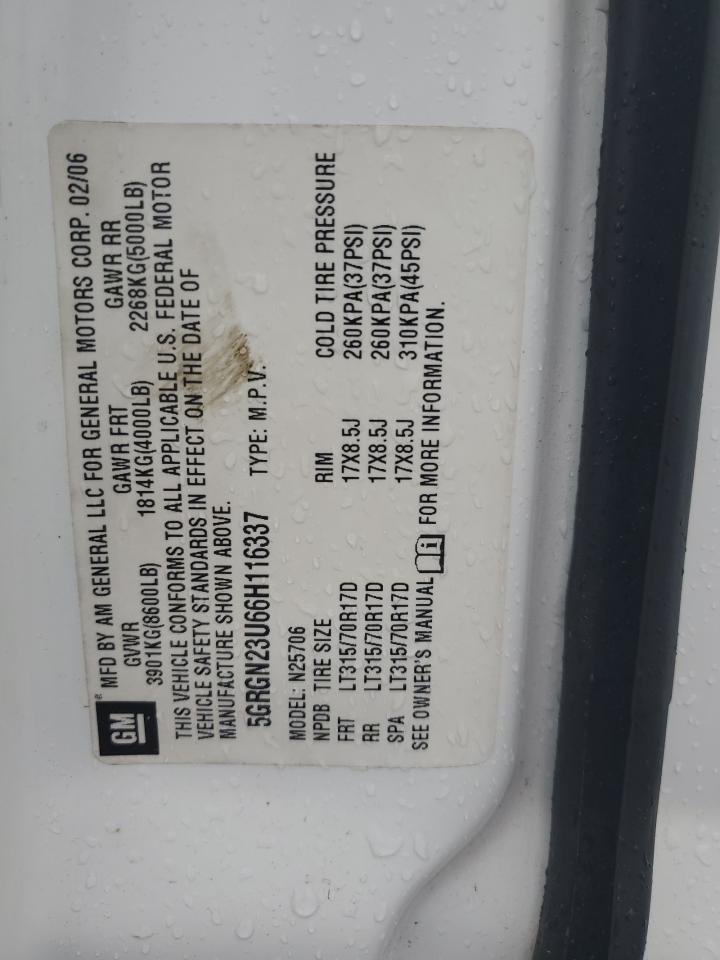 GM® MFD BY AM GENERAL LLC FOR GENERAL MOTORS CORP. 02/06
GVWR GAWR FRT GAWR RR
3901KG(8600LB) 1814KG(4000LB) 2268KG(5000LB)
THIS VEHICLE CONFORMS TO ALL APPLICABLE U.S. FEDERAL MOTOR
VEHICLE SAFETY STANDARDS IN EFFECT ON THE DATE OF
MANUFACTURE SHOWN ABOVE.
5GRGN23U66H116337 TYPE: M.P.V.
MODEL: N25706
NPDB TIRE SIZE RIM COLD TIRE PRESSURE
FRT LT315/70R17D 17X8.5J 260KPA(37PSI)
RR LT315/70R17D 17X8.5J 260KPA(37PSI)
SPA LT315/70R17D 17X8.5J 310KPA(45PSI)
SEE OWNER'S MANUAL i FOR MORE INFORMATION.